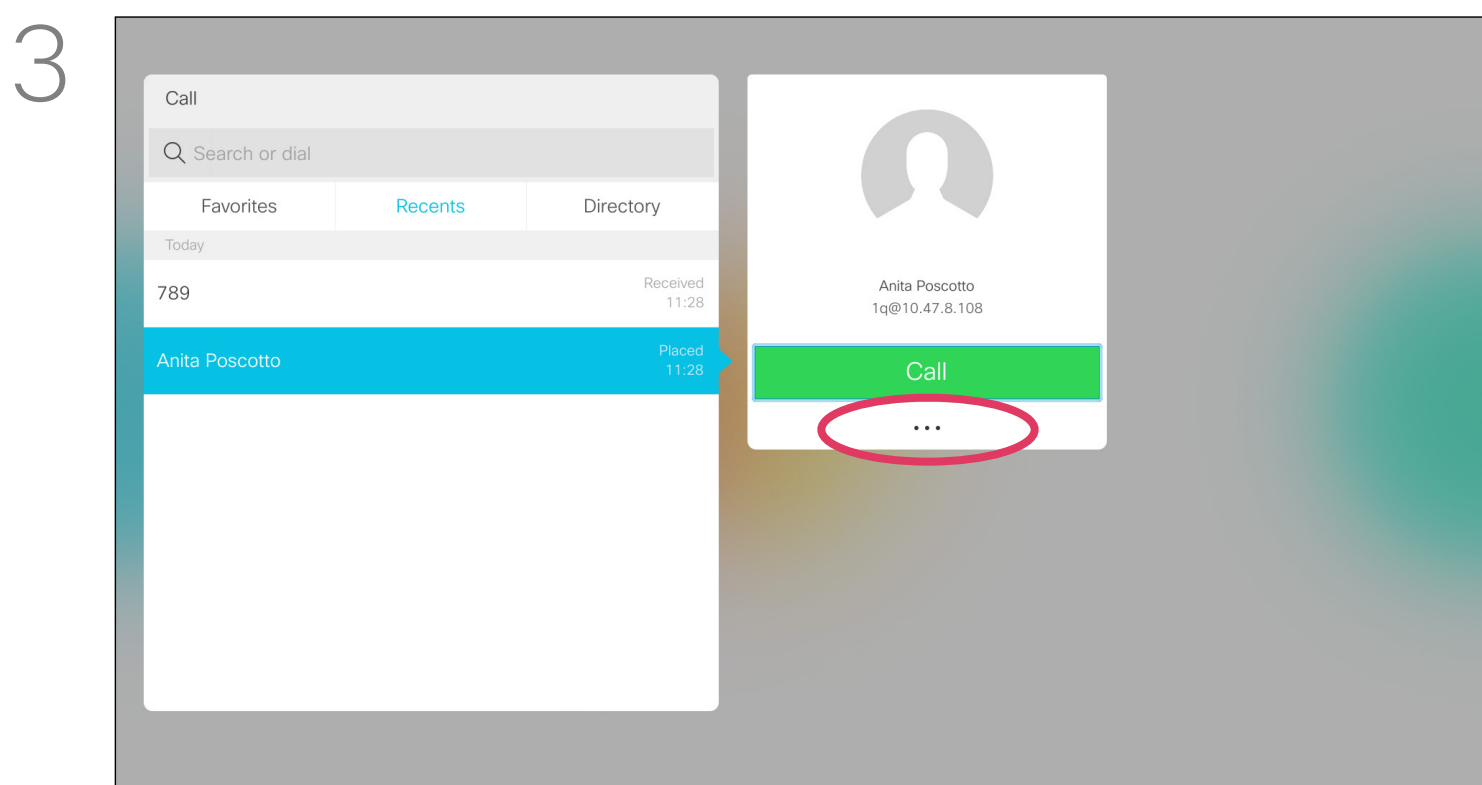 3
Call
Search or dial
Favorites Recents Directory
Today
789
Received
11:28
Anita Poscotto
Placed
11:28
Anita Poscotto
1q@10.47.8.108
Call
...